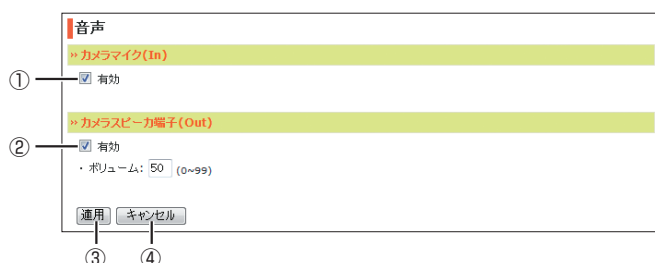 音声
»カメラマイク(In)
① 有効
»カメラスピーカ端子(Out)
② 有効
・ボリューム: 50 (0~99)
適用 キャンセル
③ ④